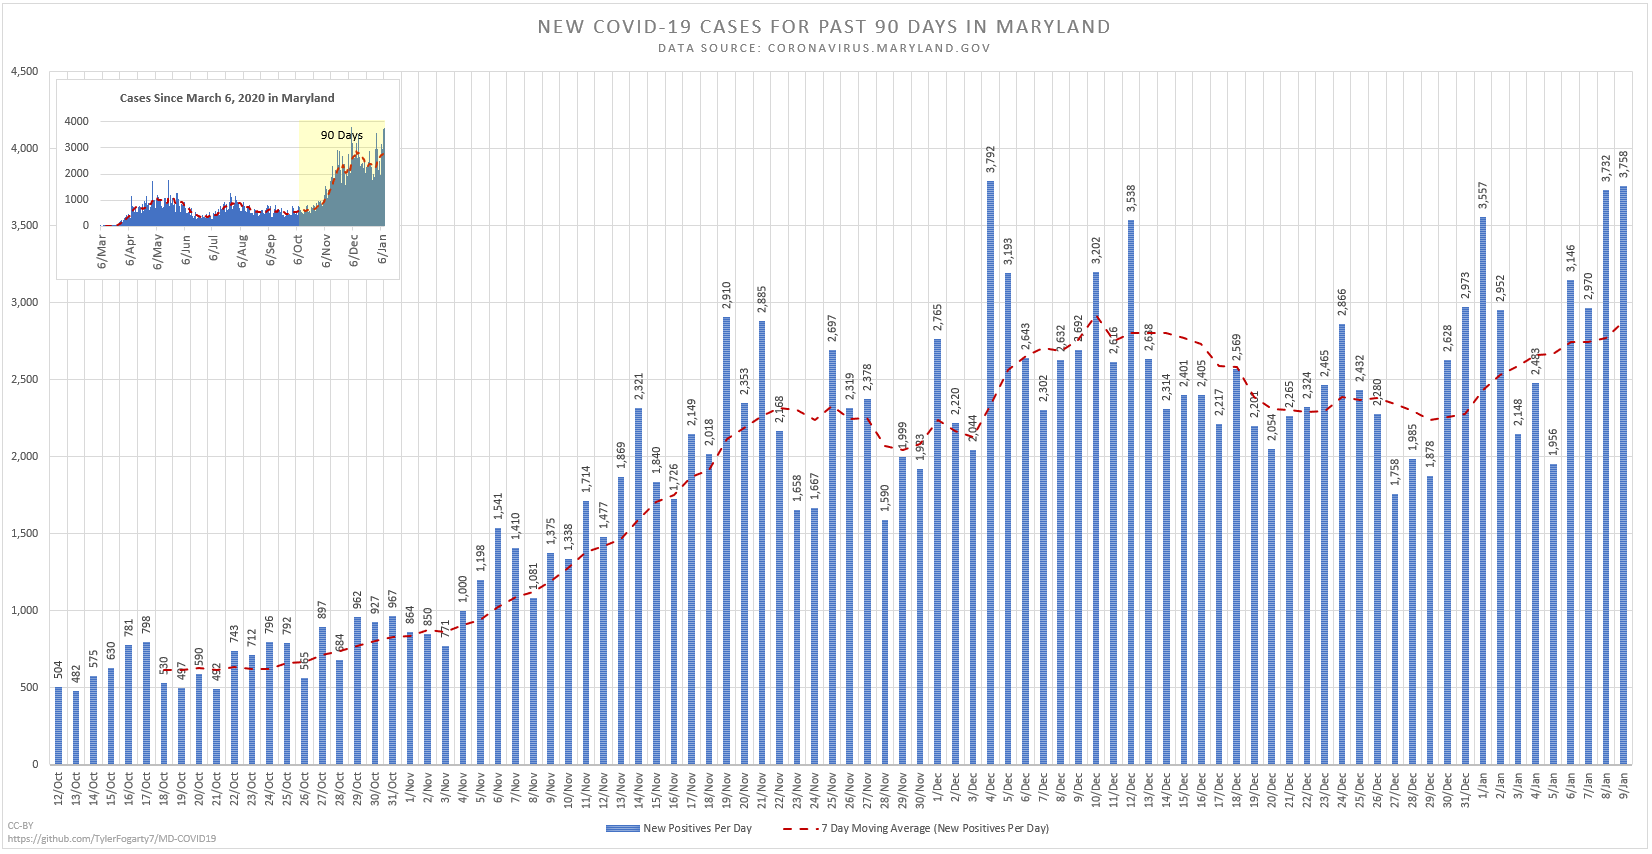 NEW COVID-19 CASES FOR PAST 90 DAYS IN MARYLAND
DATA SOURCE: CORONAVIRUS.MARYLAND.GOV
4,500
4,000
3,500
3,000
2,500
2,000
1,500
1,000
500
0
Cases Since March 6, 2020 in Maryland
90 Days
4000
3000
2000
1000
0
6/Mar
6/Apr
6/May
6/Jun
6/Jul
6/Aug
6/Sep
6/Oct
6/Nov
6/Dec
6/Jan
504
482
575
630
781
798
530
497
590
492
743
712
796
792
565
897
684
962
927
967
864
850
771
1,000
1,198
1,541
1,410
1,081
1,375
1,338
1,714
1,477
1,869
2,321
1,840
1,726
2,149
2,018
2,910
2,353
2,885
2,168
1,658
1,667
2,697
2,319
2,378
1,590
1,999
1,923
2,765
2,220
2,044
3,792
3,193
2,643
2,302
2,632
2,692
3,202
2,616
3,538
2,638
2,314
2,401
2,405
2,217
2,569
2,201
2,054
2,265
2,324
2,465
2,866
2,432
2,280
1,758
1,985
1,878
2,628
2,973
3,557
2,952
2,148
2,483
1,956
3,146
2,970
3,732
3,758
12/Oct
13/Oct
14/Oct
15/Oct
16/Oct
17/Oct
18/Oct
19/Oct
20/Oct
21/Oct
22/Oct
23/Oct
24/Oct
25/Oct
26/Oct
27/Oct
28/Oct
29/Oct
30/Oct
31/Oct
1/Nov
2/Nov
3/Nov
4/Nov
5/Nov
6/Nov
7/Nov
8/Nov
9/Nov
10/Nov
11/Nov
12/Nov
13/Nov
14/Nov
15/Nov
16/Nov
17/Nov
18/Nov
19/Nov
20/Nov
21/Nov
22/Nov
23/Nov
24/Nov
25/Nov
26/Nov
27/Nov
28/Nov
29/Nov
30/Nov
1/Dec
2/Dec
3/Dec
4/Dec
5/Dec
6/Dec
7/Dec
8/Dec
9/Dec
10/Dec
11/Dec
12/Dec
13/Dec
14/Dec
15/Dec
16/Dec
17/Dec
18/Dec
19/Dec
20/Dec
21/Dec
22/Dec
23/Dec
24/Dec
25/Dec
26/Dec
27/Dec
28/Dec
29/Dec
30/Dec
31/Dec
1/Jan
2/Jan
3/Jan
4/Jan
5/Jan
6/Jan
7/Jan
8/Jan
9/Jan
New Positives Per Day
7 Day Moving Average (New Positives Per Day)
CC-BY
https://github.com/TylerFogarty7/MD-COVID19